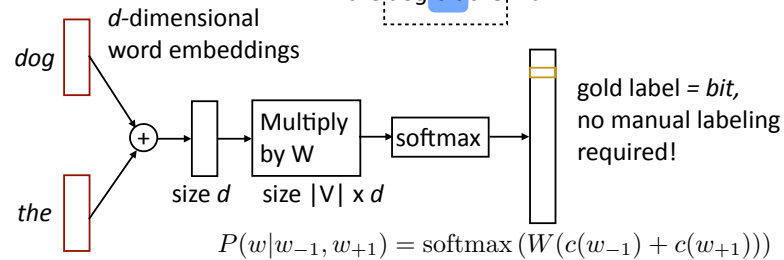 d-dimensional
word embeddings
dog
the
+
size d
Multiply
by W
size |V| x d
softmax
gold label = bit,
no manual labeling
required!
P(w|w₋₁, w₊₁) = softmax (W(c(w₋₁) + c(w₊₁)))